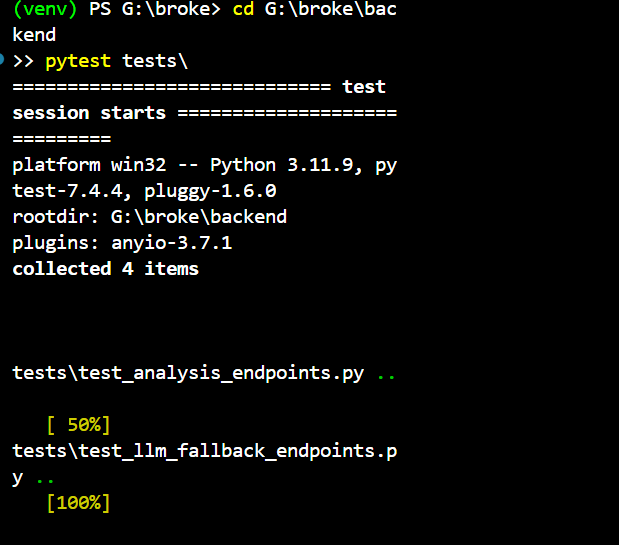 (venv) PS G:\broke> cd G:\broke\bac
kend
>> pytest tests\
============================= test
session starts ====================
=========
platform win32 -- Python 3.11.9, py
test-7.4.4, pluggy-1.6.0
rootdir: G:\broke\backend
plugins: anyio-3.7.1
collected 4 items
tests\test_analysis_endpoints.py ..
[ 50%]
tests\test_llm_fallback_endpoints.p
y ..
[100%]